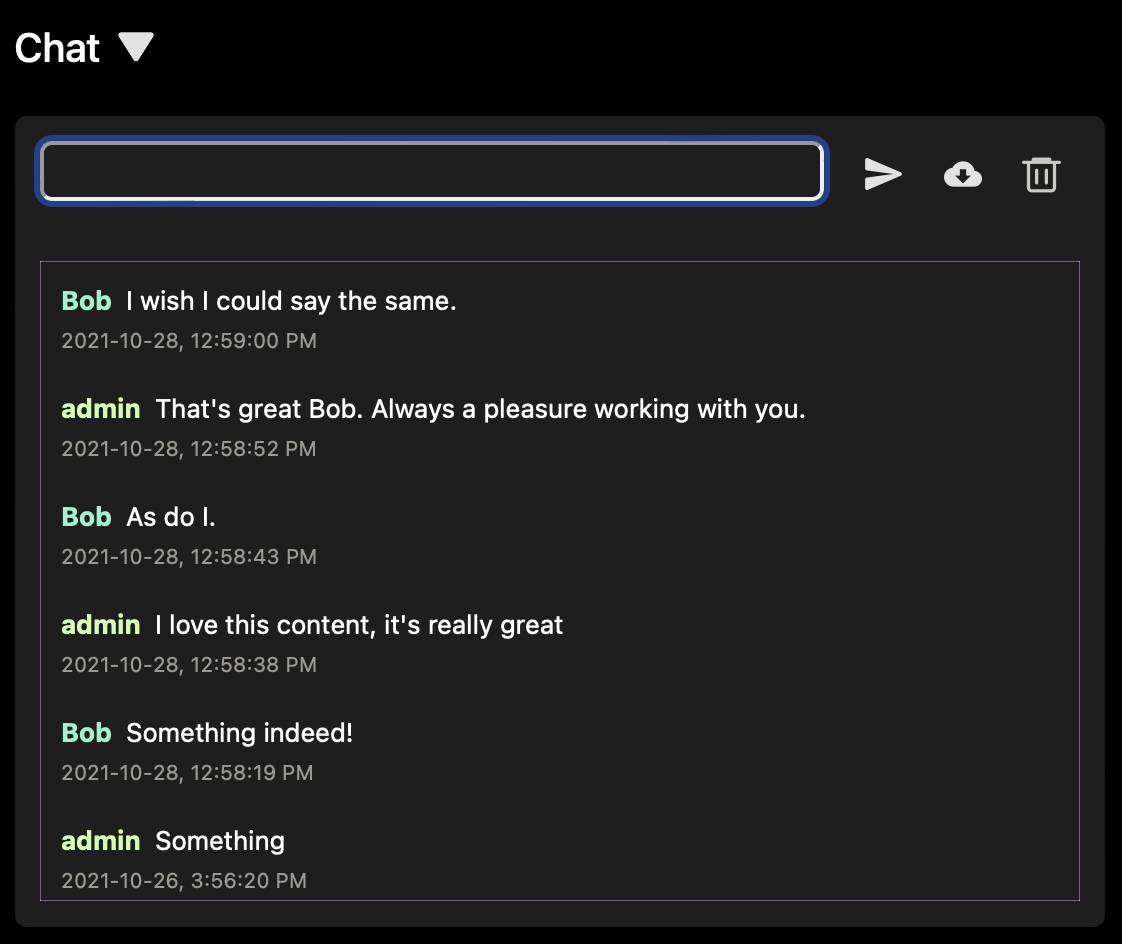 Chat
Bob I wish I could say the same.
2021-10-28, 12:59:00 PM
admin That's great Bob. Always a pleasure working with you.
2021-10-28, 12:58:52 PM
Bob As do I.
2021-10-28, 12:58:43 PM
admin I love this content, it's really great
2021-10-28, 12:58:38 PM
Bob Something indeed!
2021-10-28, 12:58:19 PM
admin Something
2021-10-26, 3:56:20 PM